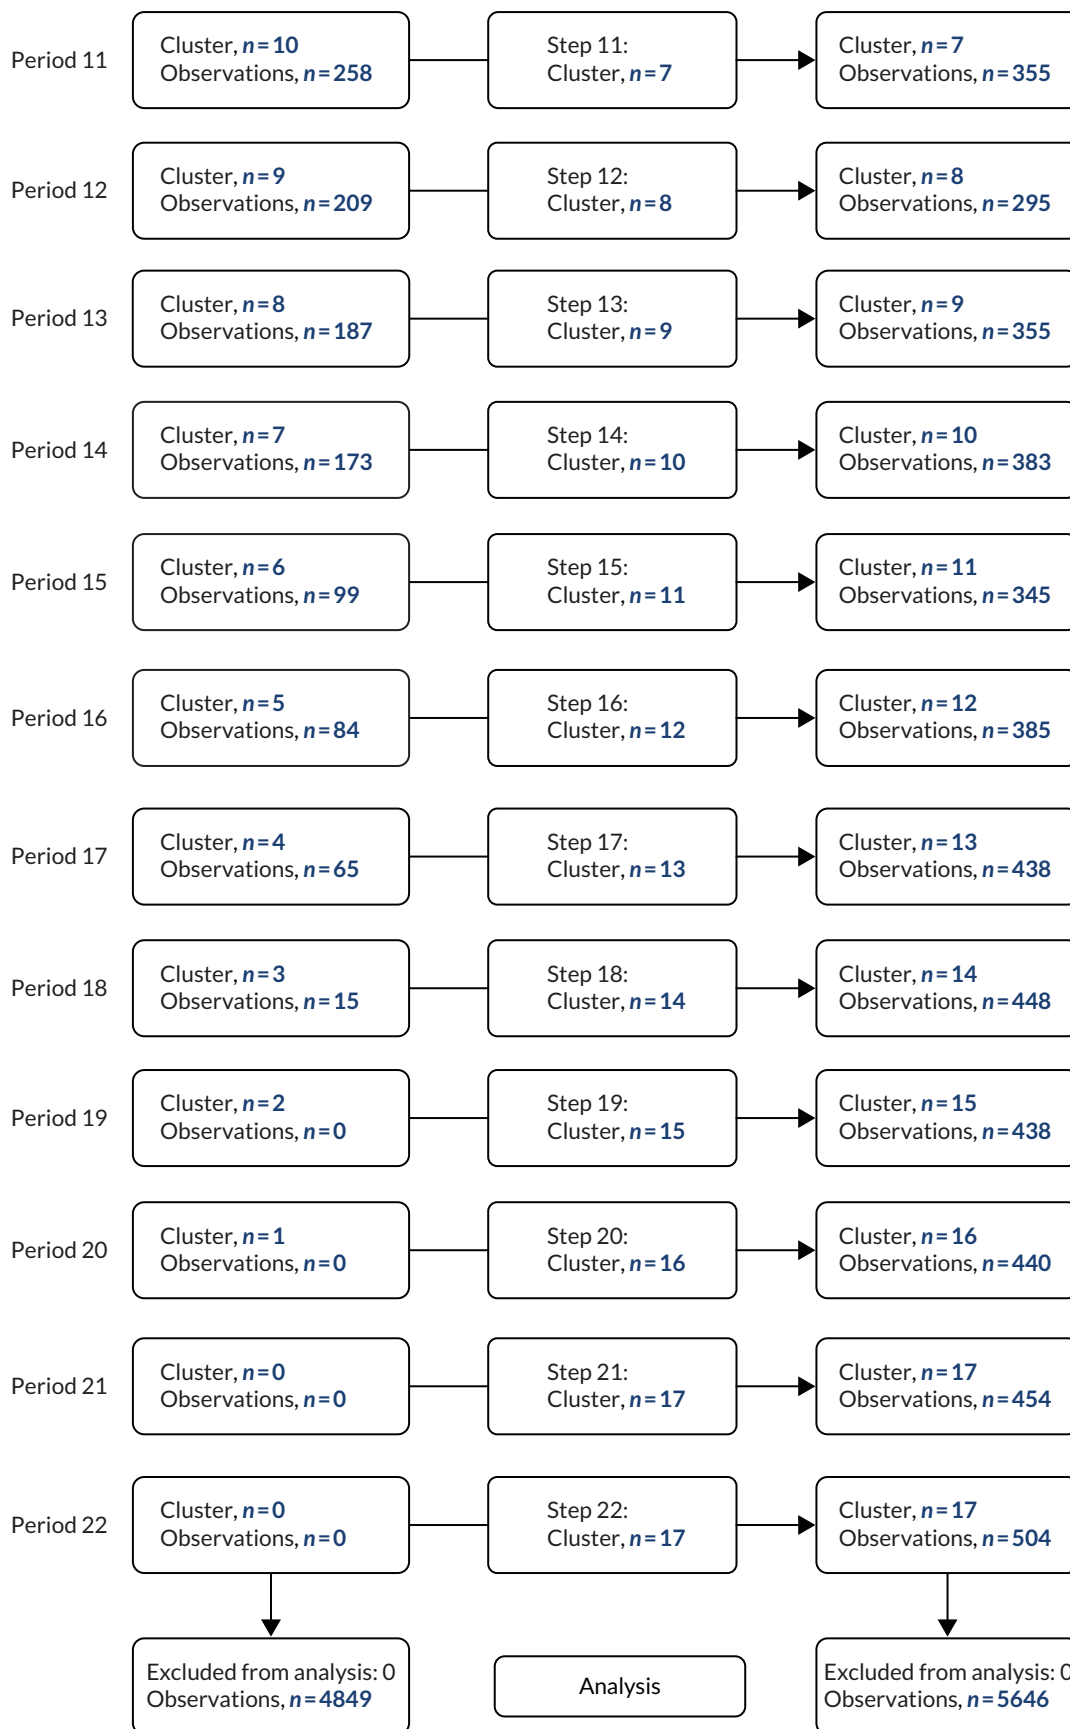 Period 11
Cluster, n=10
Observations, n=258
Step 11:
Cluster, n=7
Cluster, n=7
Observations, n=355
Period 12
Cluster, n=9
Observations, n=209
Step 12:
Cluster, n=8
Cluster, n=8
Observations, n=295
Period 13
Cluster, n=8
Observations, n=187
Step 13:
Cluster, n=9
Cluster, n=9
Observations, n=355
Period 14
Cluster, n=7
Observations, n=173
Step 14:
Cluster, n=10
Cluster, n=10
Observations, n=383
Period 15
Cluster, n=6
Observations, n=99
Step 15:
Cluster, n=11
Cluster, n=11
Observations, n=345
Period 16
Cluster, n=5
Observations, n=84
Step 16:
Cluster, n=12
Cluster, n=12
Observations, n=385
Period 17
Cluster, n=4
Observations, n=65
Step 17:
Cluster, n=13
Cluster, n=13
Observations, n=438
Period 18
Cluster, n=3
Observations, n=15
Step 18:
Cluster, n=14
Cluster, n=14
Observations, n=448
Period 19
Cluster, n=2
Observations, n=0
Step 19:
Cluster, n=15
Cluster, n=15
Observations, n=438
Period 20
Cluster, n=1
Observations, n=0
Step 20:
Cluster, n=16
Cluster, n=16
Observations, n=440
Period 21
Cluster, n=0
Observations, n=0
Step 21:
Cluster, n=17
Cluster, n=17
Observations, n=454
Period 22
Cluster, n=0
Observations, n=0
Step 22:
Cluster, n=17
Cluster, n=17
Observations, n=504
Excluded from analysis: 0
Observations, n=4849
Analysis
Excluded from analysis: 0
Observations, n=5646